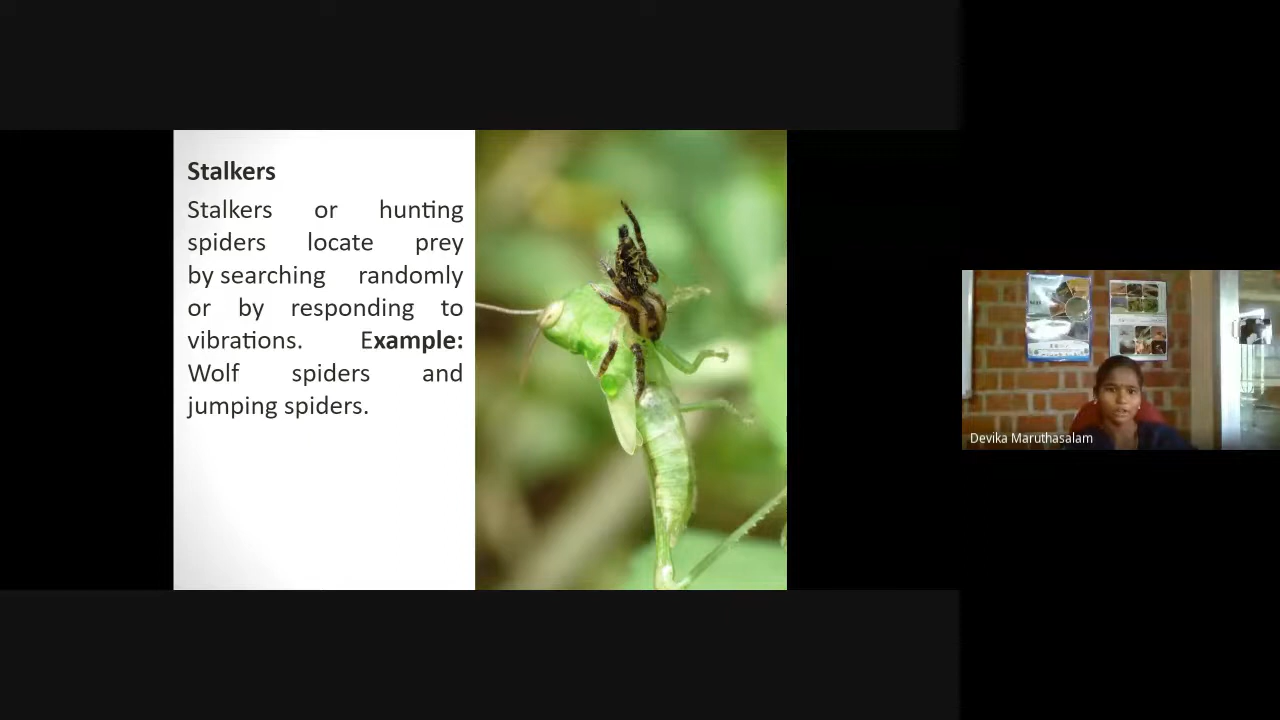 Stalkers
Stalkers or hunting
spiders locate prey
by searching randomly
or by responding to
vibrations. Example:
Wolf spiders and
jumping spiders.
Devika Maruthasalam